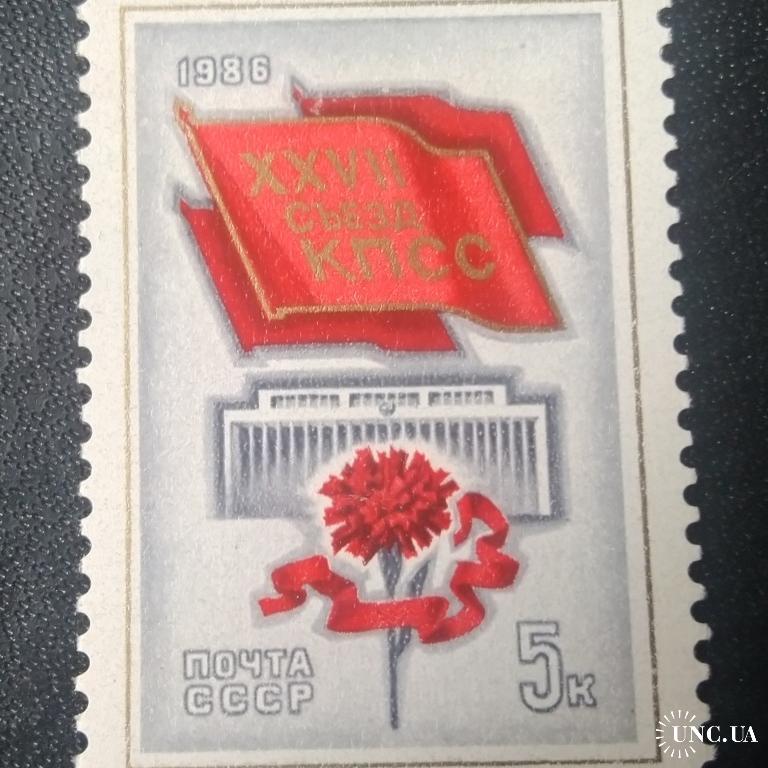 1986
XXVII
СЪЕЗД
КПСС
ПОЧТА
СССР
5К
UNC.UA